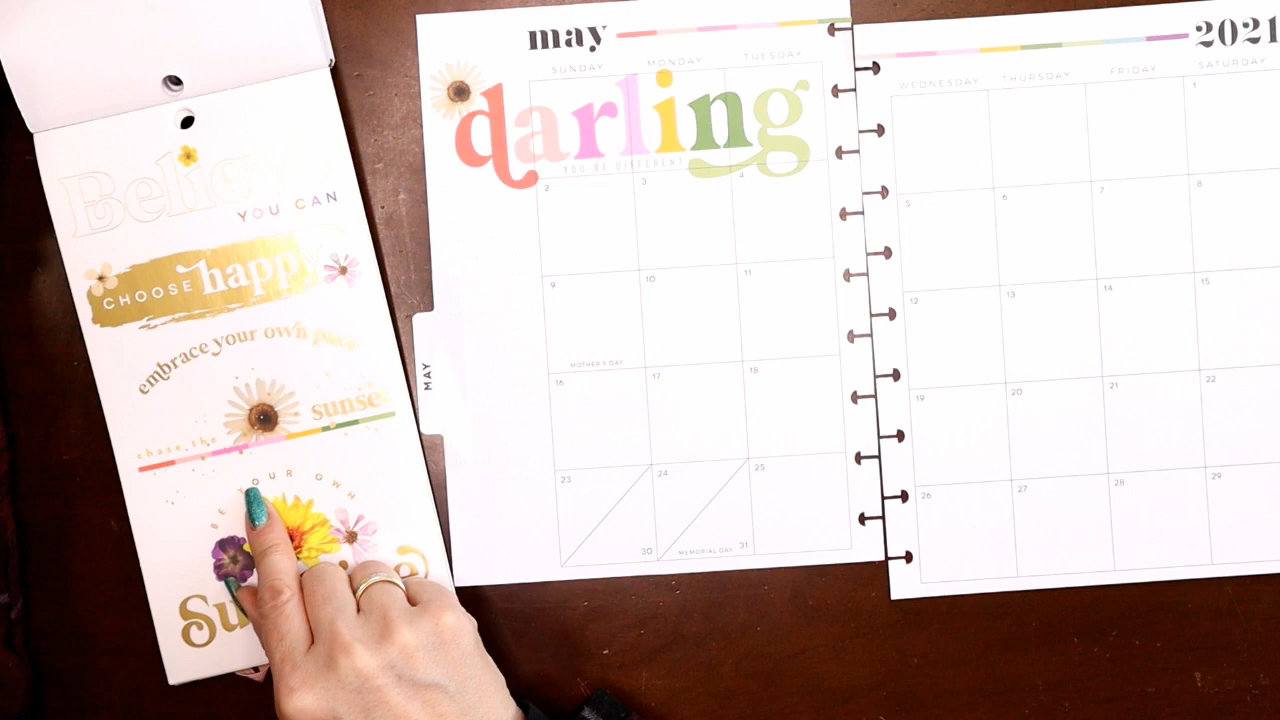 Believe
YOU CAN
CHOOSE happy
embrace your own pace
chase the sunset
BE YOUR OWN
Su
may
SUNDAY MONDAY TUESDAY
darling
YOU'RE DIFFERENT
2 3 4
9 10 11
MOTHER'S DAY
16 17 18
23 24 25
30 MEMORIAL DAY 31
MAY
2021
WEDNESDAY THURSDAY FRIDAY SATURDAY
1
5 6 7 8
12 13 14 15
19 20 21 22
26 27 28 29